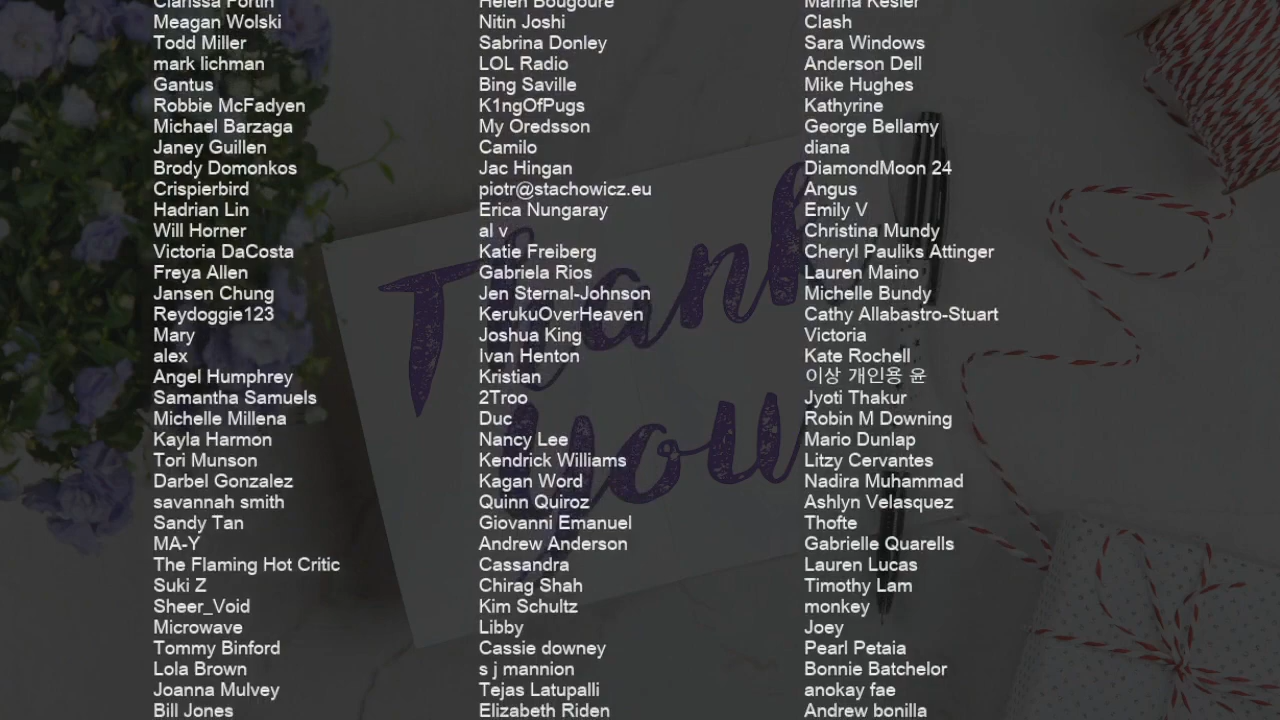 Clarissa Fortin
Meagan Wolski
Todd Miller
mark lichman
Gantus
Robbie McFadyen
Michael Barzaga
Janey Guillen
Brody Domonkos
Crispierbird
Hadrian Lin
Will Horner
Victoria DaCosta
Freya Allen
Jansen Chung
Reydoggie123
Mary
alex
Angel Humphrey
Samantha Samuels
Michelle Millena
Kayla Harmon
Tori Munson
Darbel Gonzalez
savannah smith
Sandy Tan
MA-Y
The Flaming Hot Critic
Suki Z
Sheer_Void
Microwave
Tommy Binford
Lola Brown
Joanna Mulvey
Bill Jones
Helen Bougoure
Nitin Joshi
Sabrina Donley
LOL Radio
Bing Saville
K1ngOfPugs
My Oredsson
Camilo
Jac Hingan
piotr@stachowicz.eu
Erica Nungaray
al v
Katie Freiberg
Gabriela Rios
Jen Sternal-Johnson
KerukuOverHeaven
Joshua King
Ivan Henton
Kristian
2Troo
Duc
Nancy Lee
Kendrick Williams
Kagan Word
Quinn Quiroz
Giovanni Emanuel
Andrew Anderson
Cassandra
Chirag Shah
Kim Schultz
Libby
Cassie downey
s j mannion
Tejas Latupalli
Elizabeth Riden
Marina Kesler
Clash
Sara Windows
Anderson Dell
Mike Hughes
Kathyrine
George Bellamy
diana
DiamondMoon 24
Angus
Emily V
Christina Mundy
Cheryl Pauliks Attinger
Lauren Maino
Michelle Bundy
Cathy Allabastro-Stuart
Victoria
Kate Rochell
이상 개인용 윤
Jyoti Thakur
Robin M Downing
Mario Dunlap
Litzy Cervantes
Nadira Muhammad
Ashlyn Velasquez
Thofte
Gabrielle Quarells
Lauren Lucas
Timothy Lam
monkey
Joey
Pearl Petaia
Bonnie Batchelor
anokay fae
Andrew bonilla
Thank
you